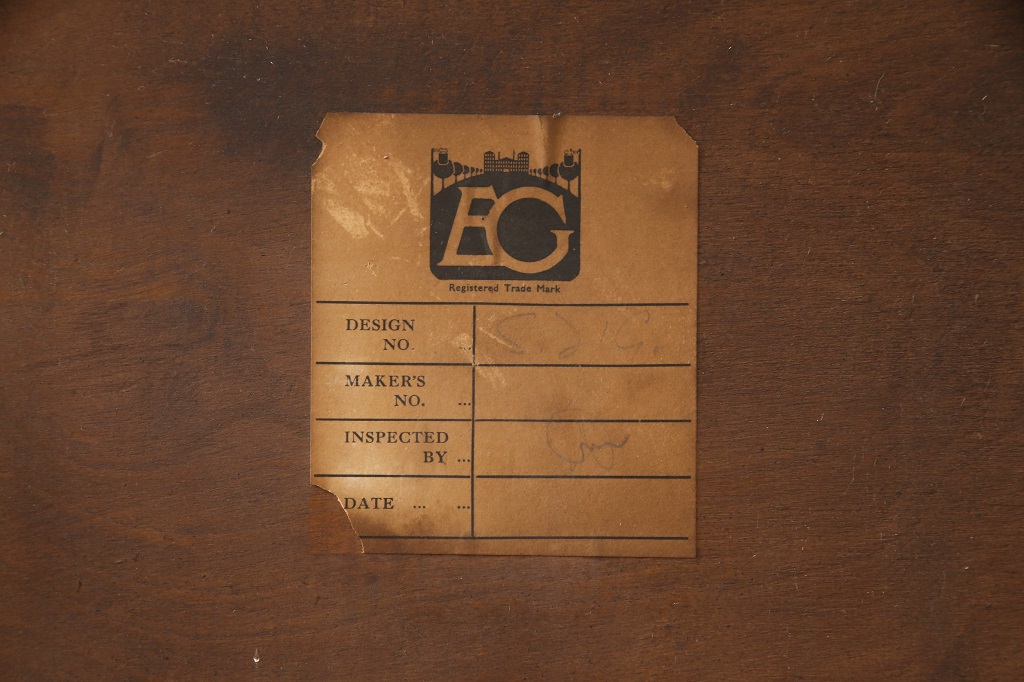 EG
Registered Trade Mark
DESIGN
NO. ...
MAKER'S
NO. ...
INSPECTED
BY ...
DATE ... ...